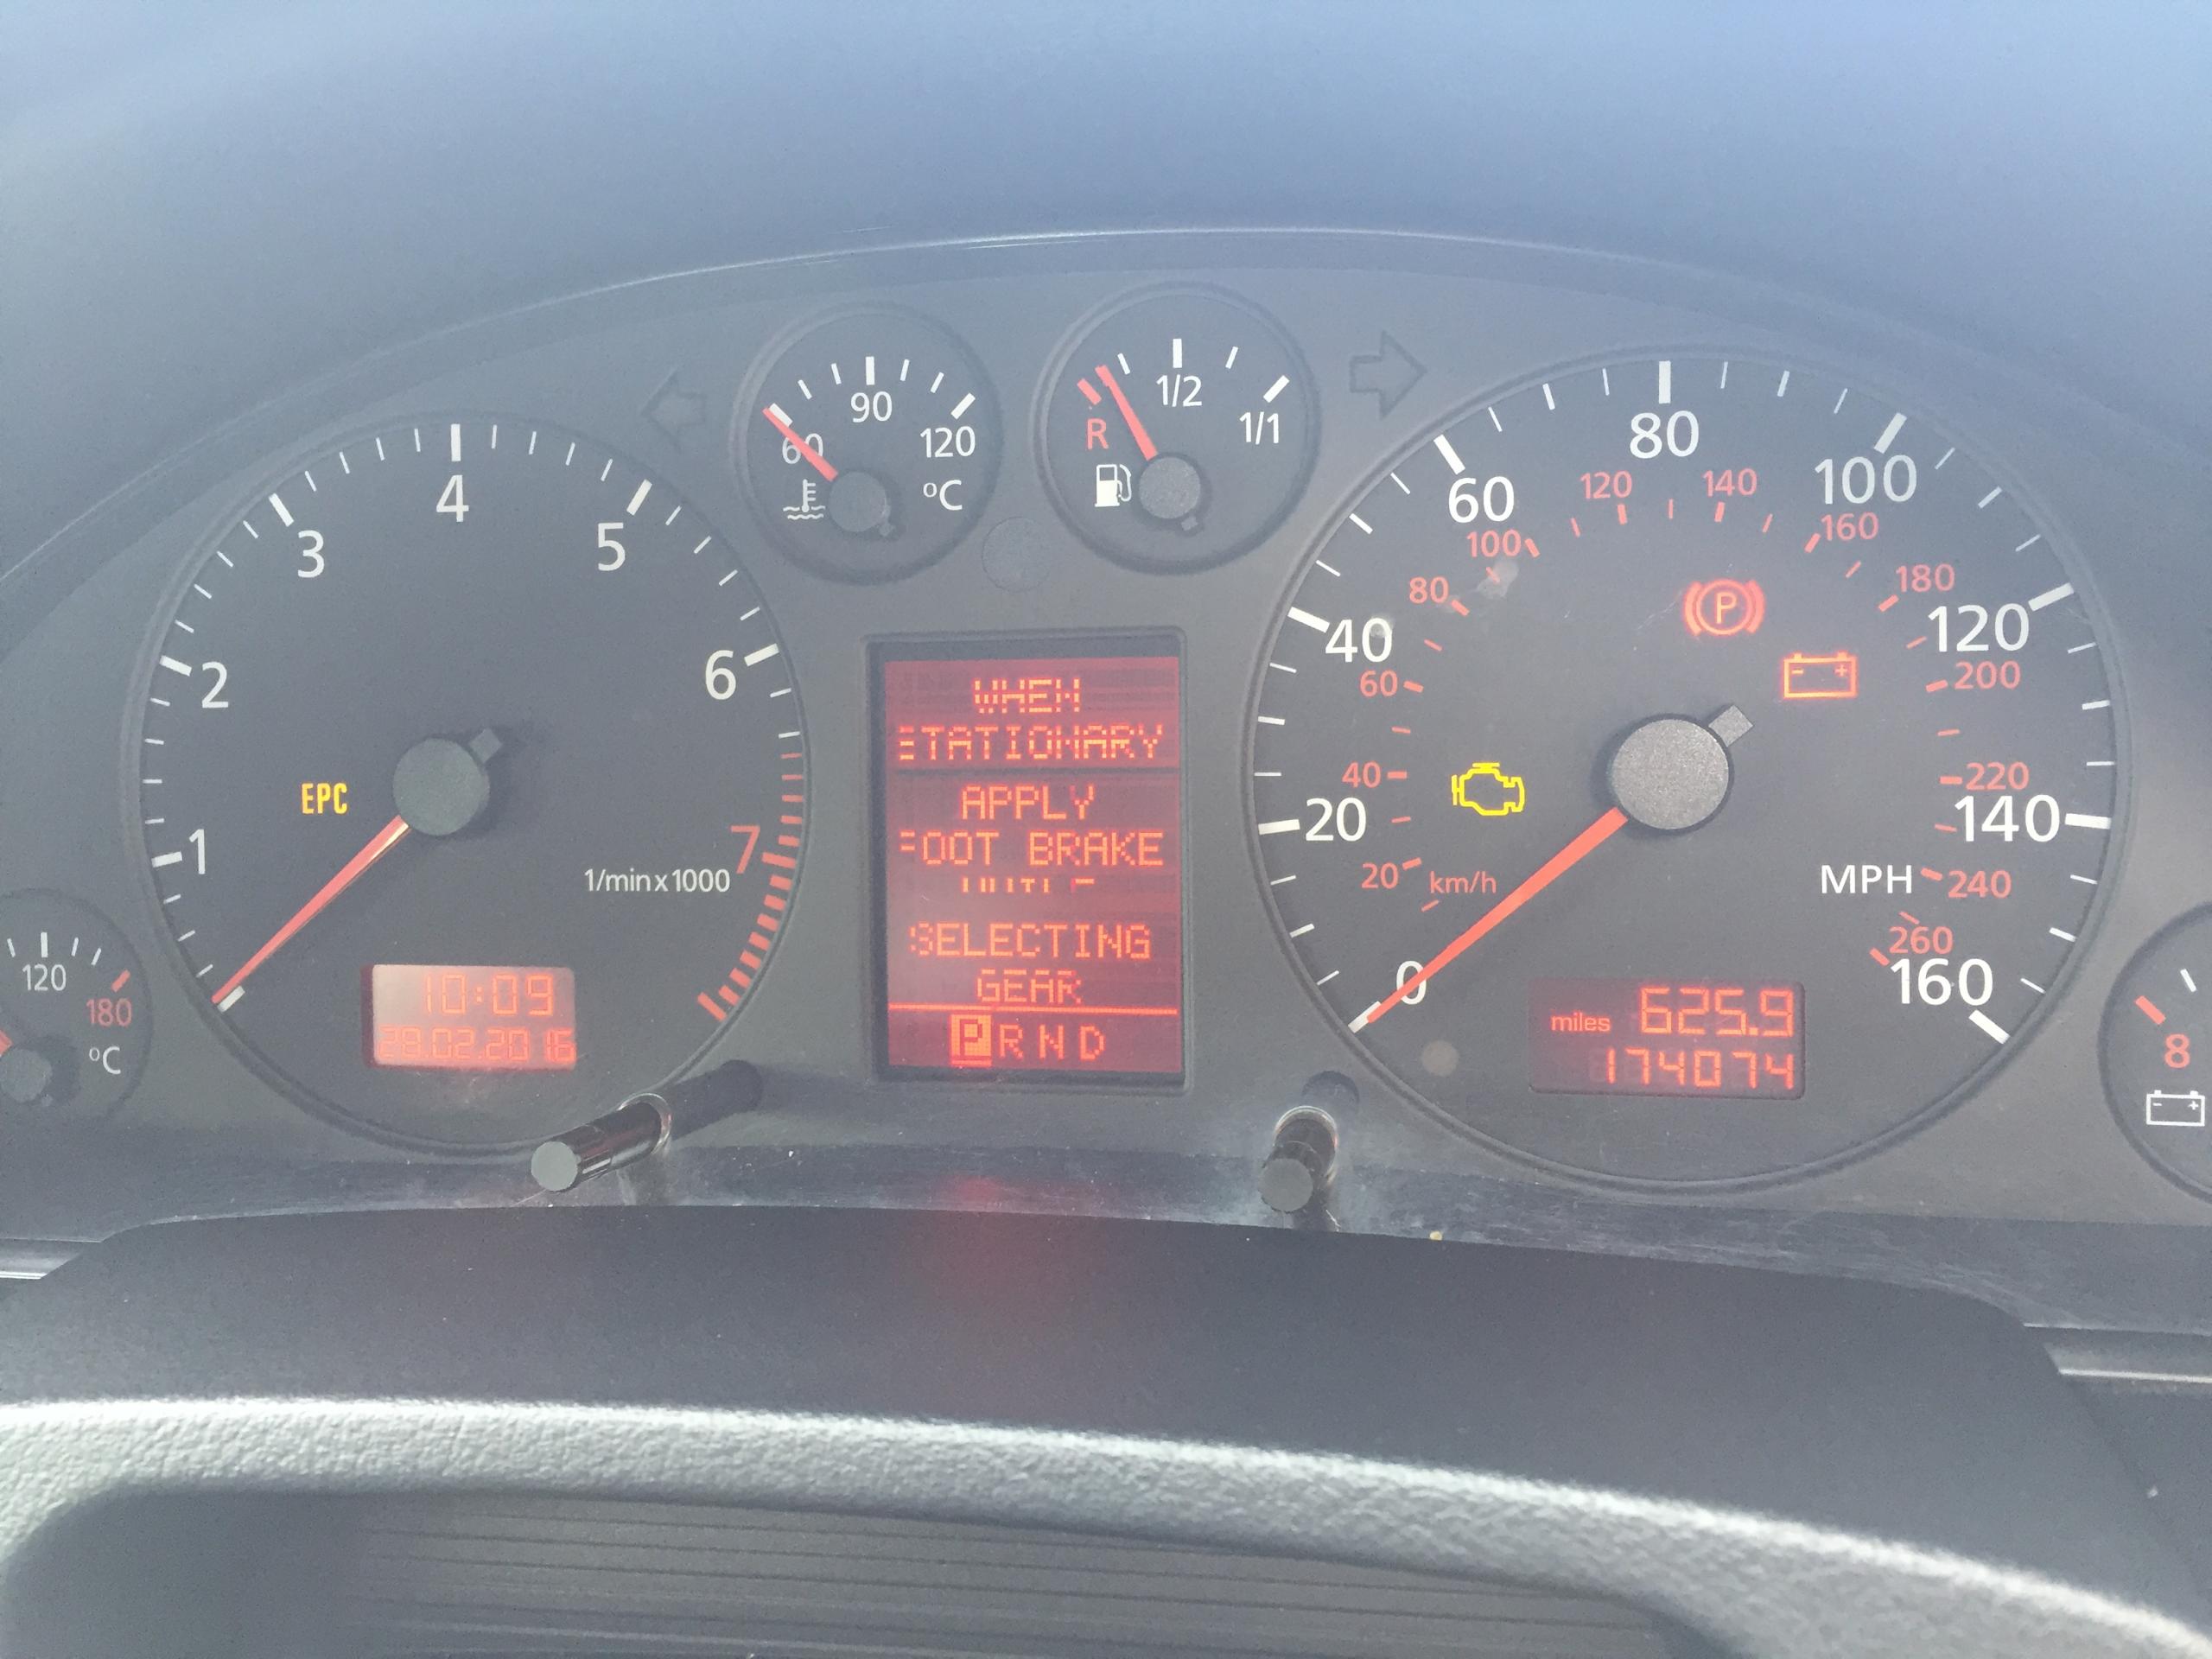 4
3
5
2
6
EPC
1
7
1/min x 1000
10:09
28.02.2016
60
90
120
°C
R
1/2
1/1
WHEN
STATIONARY
APPLY
FOOT BRAKE
WHILE
SELECTING
GEAR
P R N D
80
60
100
120
140
100
160
80
180
40
120
60
200
P
40
220
20
140
20
km/h
MPH
240
260
0
160
miles 625.9
174074
120
180
°C
8